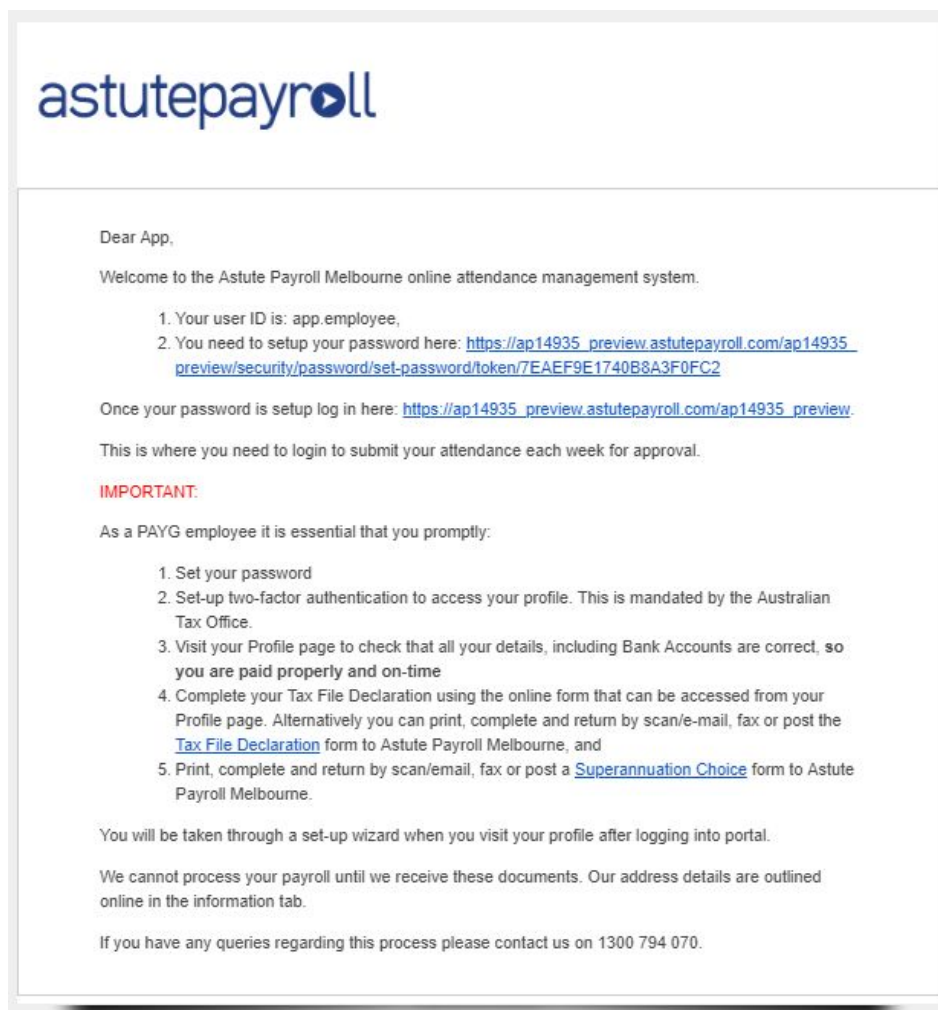 astutepayroll
Dear App,
Welcome to the Astute Payroll Melbourne online attendance management system.
1. Your user ID is: app.employee,
2. You need to setup your password here: https://ap14935_preview.astutepayroll.com/ap14935_
preview/security/password/set-password/token/7EAEF9E1740B8A3F0FC2
Once your password is setup log in here: https://ap14935_preview.astutepayroll.com/ap14935_preview.
This is where you need to login to submit your attendance each week for approval.
IMPORTANT:
As a PAYG employee it is essential that you promptly:
1. Set your password
2. Set-up two-factor authentication to access your profile. This is mandated by the Australian
Tax Office.
3. Visit your Profile page to check that all your details, including Bank Accounts are correct, so
you are paid properly and on-time
4. Complete your Tax File Declaration using the online form that can be accessed from your
Profile page. Alternatively you can print, complete and return by scan/e-mail, fax or post the
Tax File Declaration form to Astute Payroll Melbourne, and
5. Print, complete and return by scan/email, fax or post a Superannuation Choice form to Astute
Payroll Melbourne.
You will be taken through a set-up wizard when you visit your profile after logging into portal.
We cannot process your payroll until we receive these documents. Our address details are outlined
online in the information tab.
If you have any queries regarding this process please contact us on 1300 794 070.